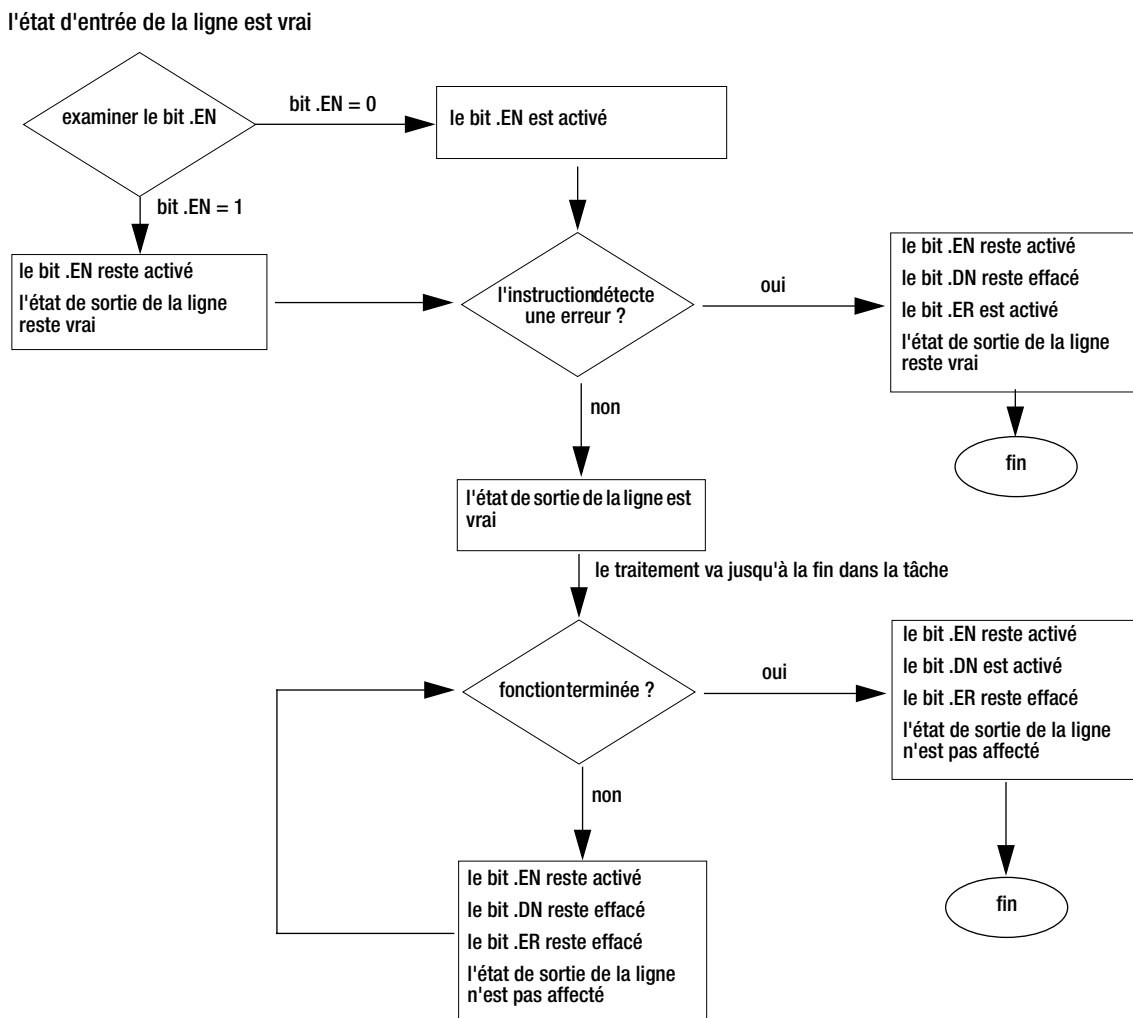 l'état d'entrée de la ligne est vrai
examiner le bit .EN
bit .EN = 0
le bit .EN est activé
bit .EN = 1
le bit .EN reste activé
l'état de sortie de la ligne
reste vrai
l'instructiondétecte
une erreur ?
oui
le bit .EN reste activé
le bit .DN reste effacé
le bit .ER est activé
l'état de sortie de la ligne
reste vrai
fin
non
l'état de sortie de la ligne est
vrai
le traitement va jusqu'à la fin dans la tâche
fonctionterminée ?
oui
le bit .EN reste activé
le bit .DN est activé
le bit .ER reste effacé
l'état de sortie de la ligne
n'est pas affecté
fin
non
le bit .EN reste activé
le bit .DN reste effacé
le bit .ER reste effacé
l'état de sortie de la ligne
n'est pas affecté